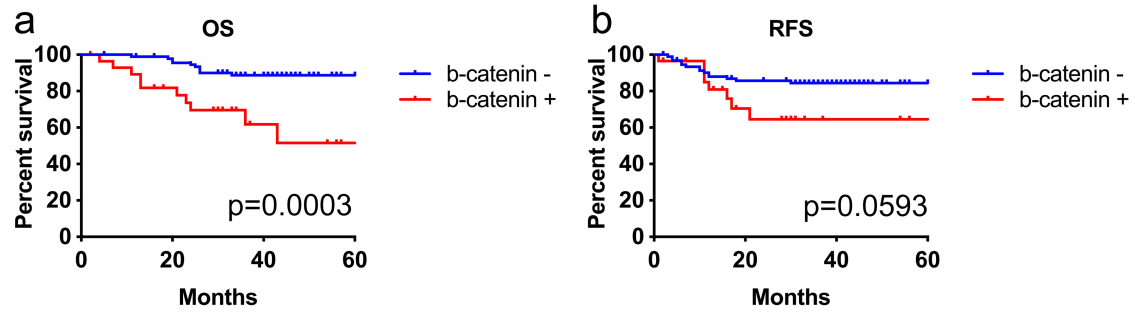 a
OS
Percent survival
100
80
60
40
20
0
0 20 40 60
Months
p=0.0003
b-catenin -
b-catenin +
b
RFS
Percent survival
100
80
60
40
20
0
0 20 40 60
Months
p=0.0593
b-catenin -
b-catenin +